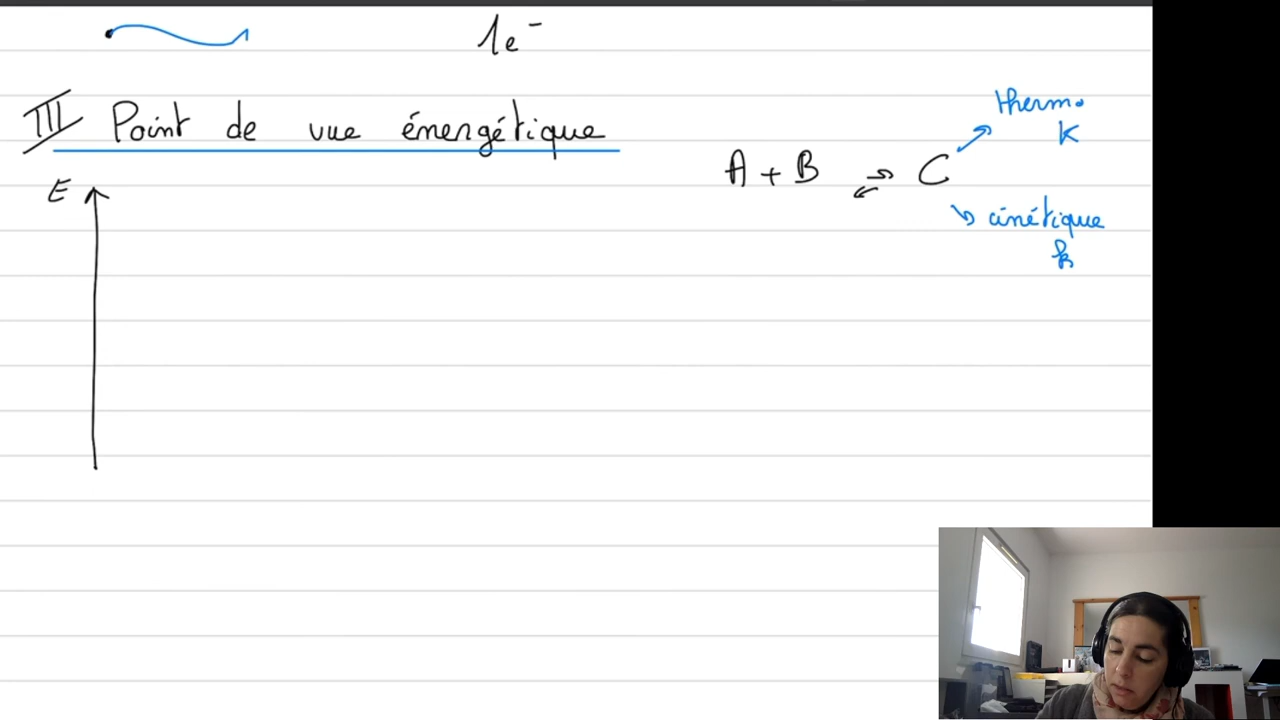 1e⁻
III Point de vue énergétique
E
A + B ⇌ C
thermo
K
cinétique
k